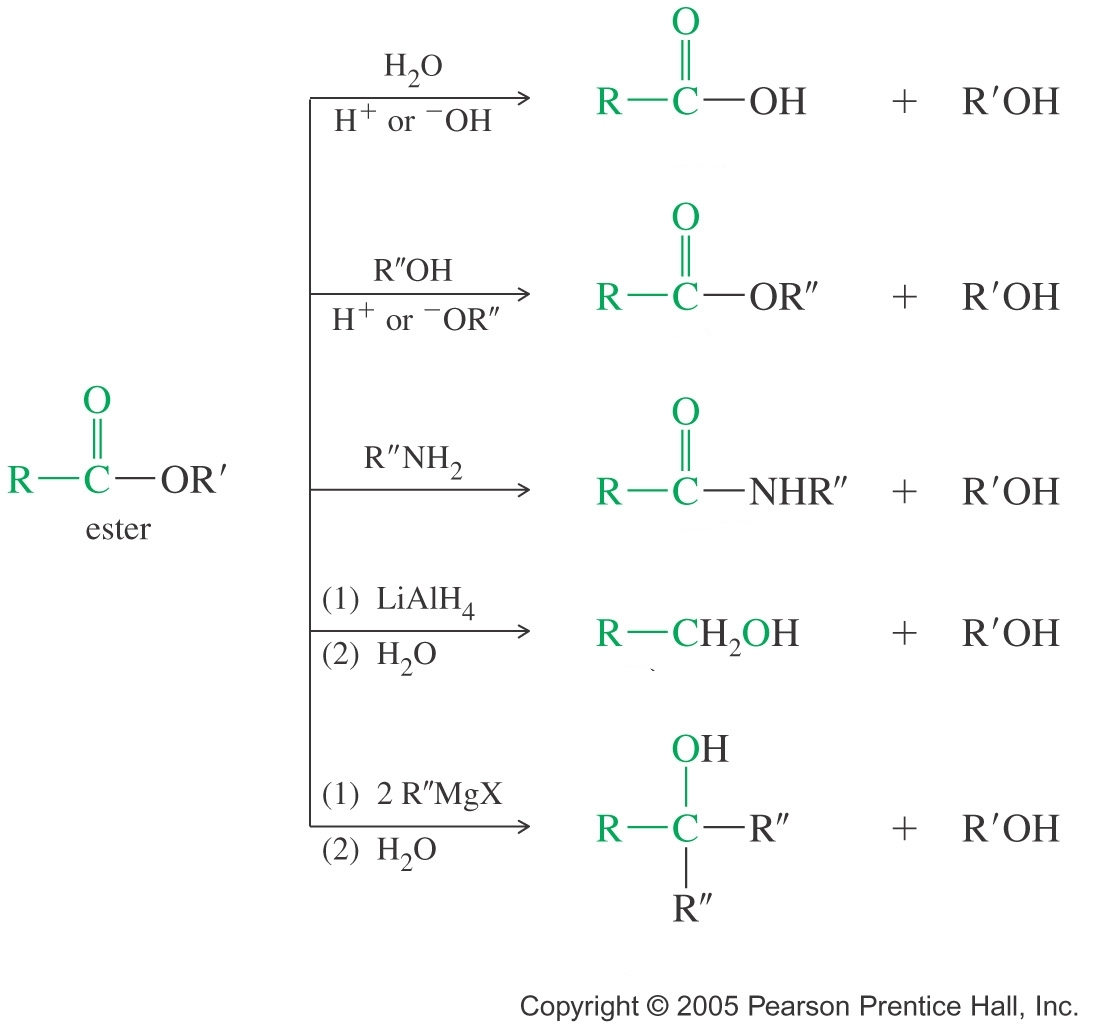 H₂O
H⁺ or ⁻OH
O
R—C—OH + R′OH
R″OH
H⁺ or ⁻OR″
O
R—C—OR″ + R′OH
O
R—C—OR′
ester
R″NH₂
O
R—C—NHR″ + R′OH
(1) LiAlH₄
(2) H₂O
R—CH₂OH + R′OH
(1) 2 R″MgX
(2) H₂O
OH
R—C—R″ + R′OH
R″
Copyright © 2005 Pearson Prentice Hall, Inc.